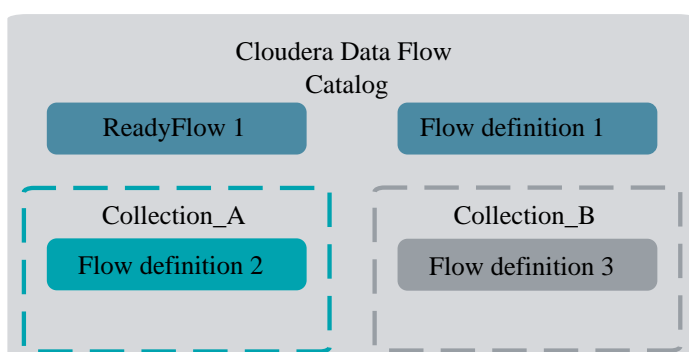 Cloudera Data Flow
Catalog
ReadyFlow 1
Flow definition 1
Collection_A
Flow definition 2
Collection_B
Flow definition 3